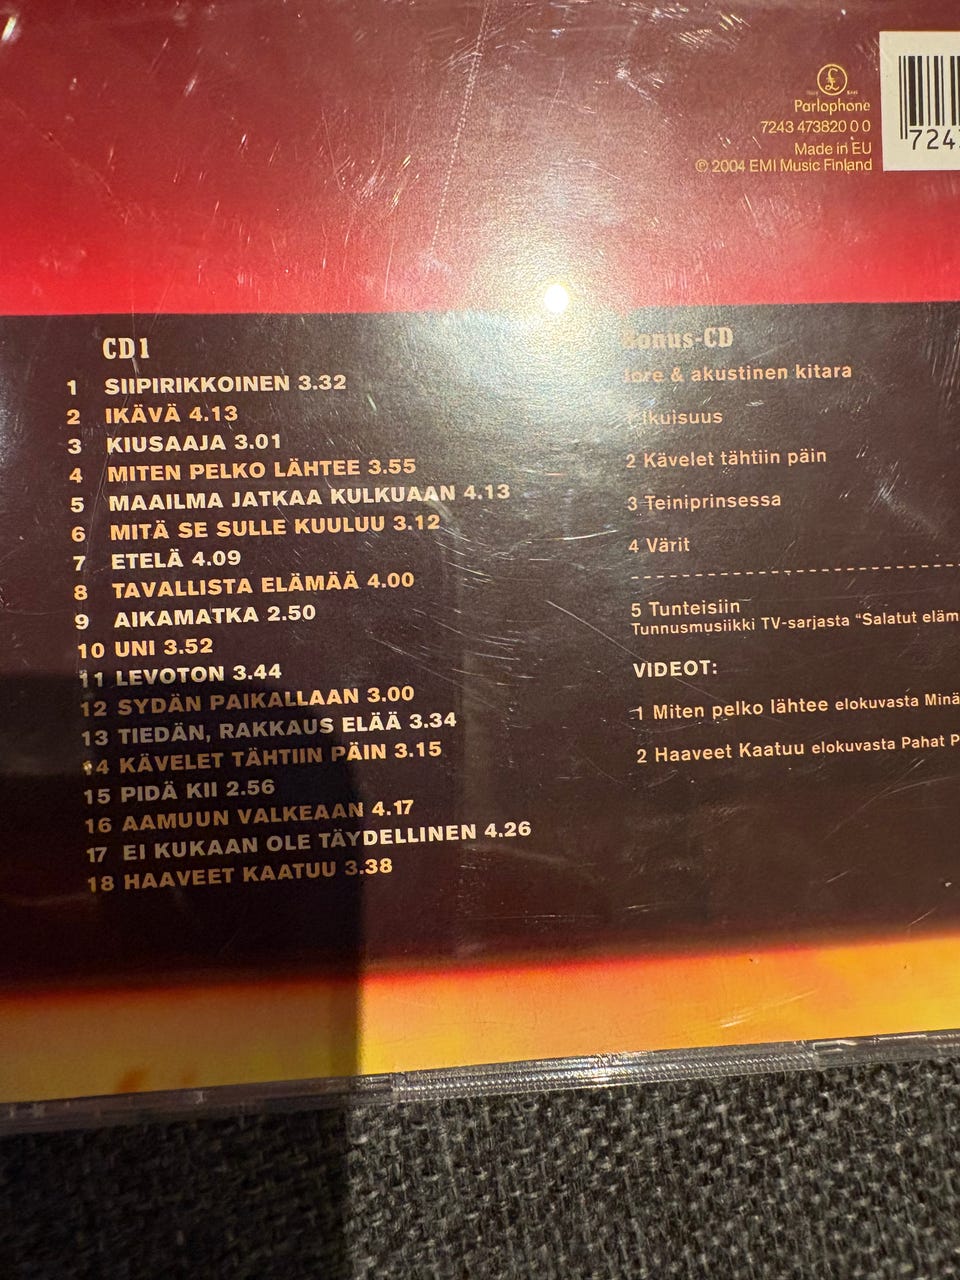 £
Parlophone
7243 473820 0 0
Made in EU
© 2004 EMI Music Finland
724
CD1
1 SIIPIRIKKOINEN 3.32
2 IKÄVÄ 4.13
3 KIUSAAJA 3.01
4 MITEN PELKO LÄHTEE 3.55
5 MAAILMA JATKAA KULKUAAN 4.13
6 MITÄ SE SULLE KUULUU 3.12
7 ETELÄ 4.09
8 TAVALLISTA ELÄMÄÄ 4.00
9 AIKAMATKA 2.50
10 UNI 3.52
11 LEVOTON 3.44
12 SYDÄN PAIKALLAAN 3.00
13 TIEDÄN, RAKKAUS ELÄÄ 3.34
14 KÄVELET TÄHTIIN PÄIN 3.15
15 PIDÄ KII 2.56
16 AAMUUN VALKEAAN 4.17
17 EI KUKAAN OLE TÄYDELLINEN 4.26
18 HAAVEET KAATUU 3.38
Bonus-CD
Jore & akustinen kitara
1 Ikuisuus
2 Kävelet tähtiin päin
3 Teiniprinsessa
4 Värit
5 Tunteisiin
Tunnusmusiikki TV-sarjasta "Salatut eläm
VIDEOT:
1 Miten pelko lähtee elokuvasta Minä
2 Haaveet Kaatuu elokuvasta Pahat P